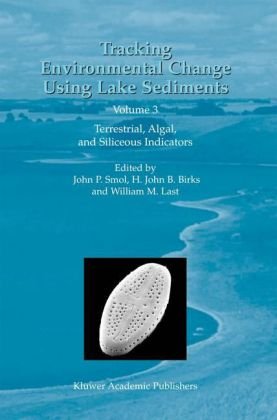 Tracking
Environmental Change
Using Lake Sediments
Volume 3
Terrestrial, Algal,
and Siliceous Indicators
Edited by
John P. Smol, H. John B. Birks
and William M. Last
Kluwer Academic Publishers